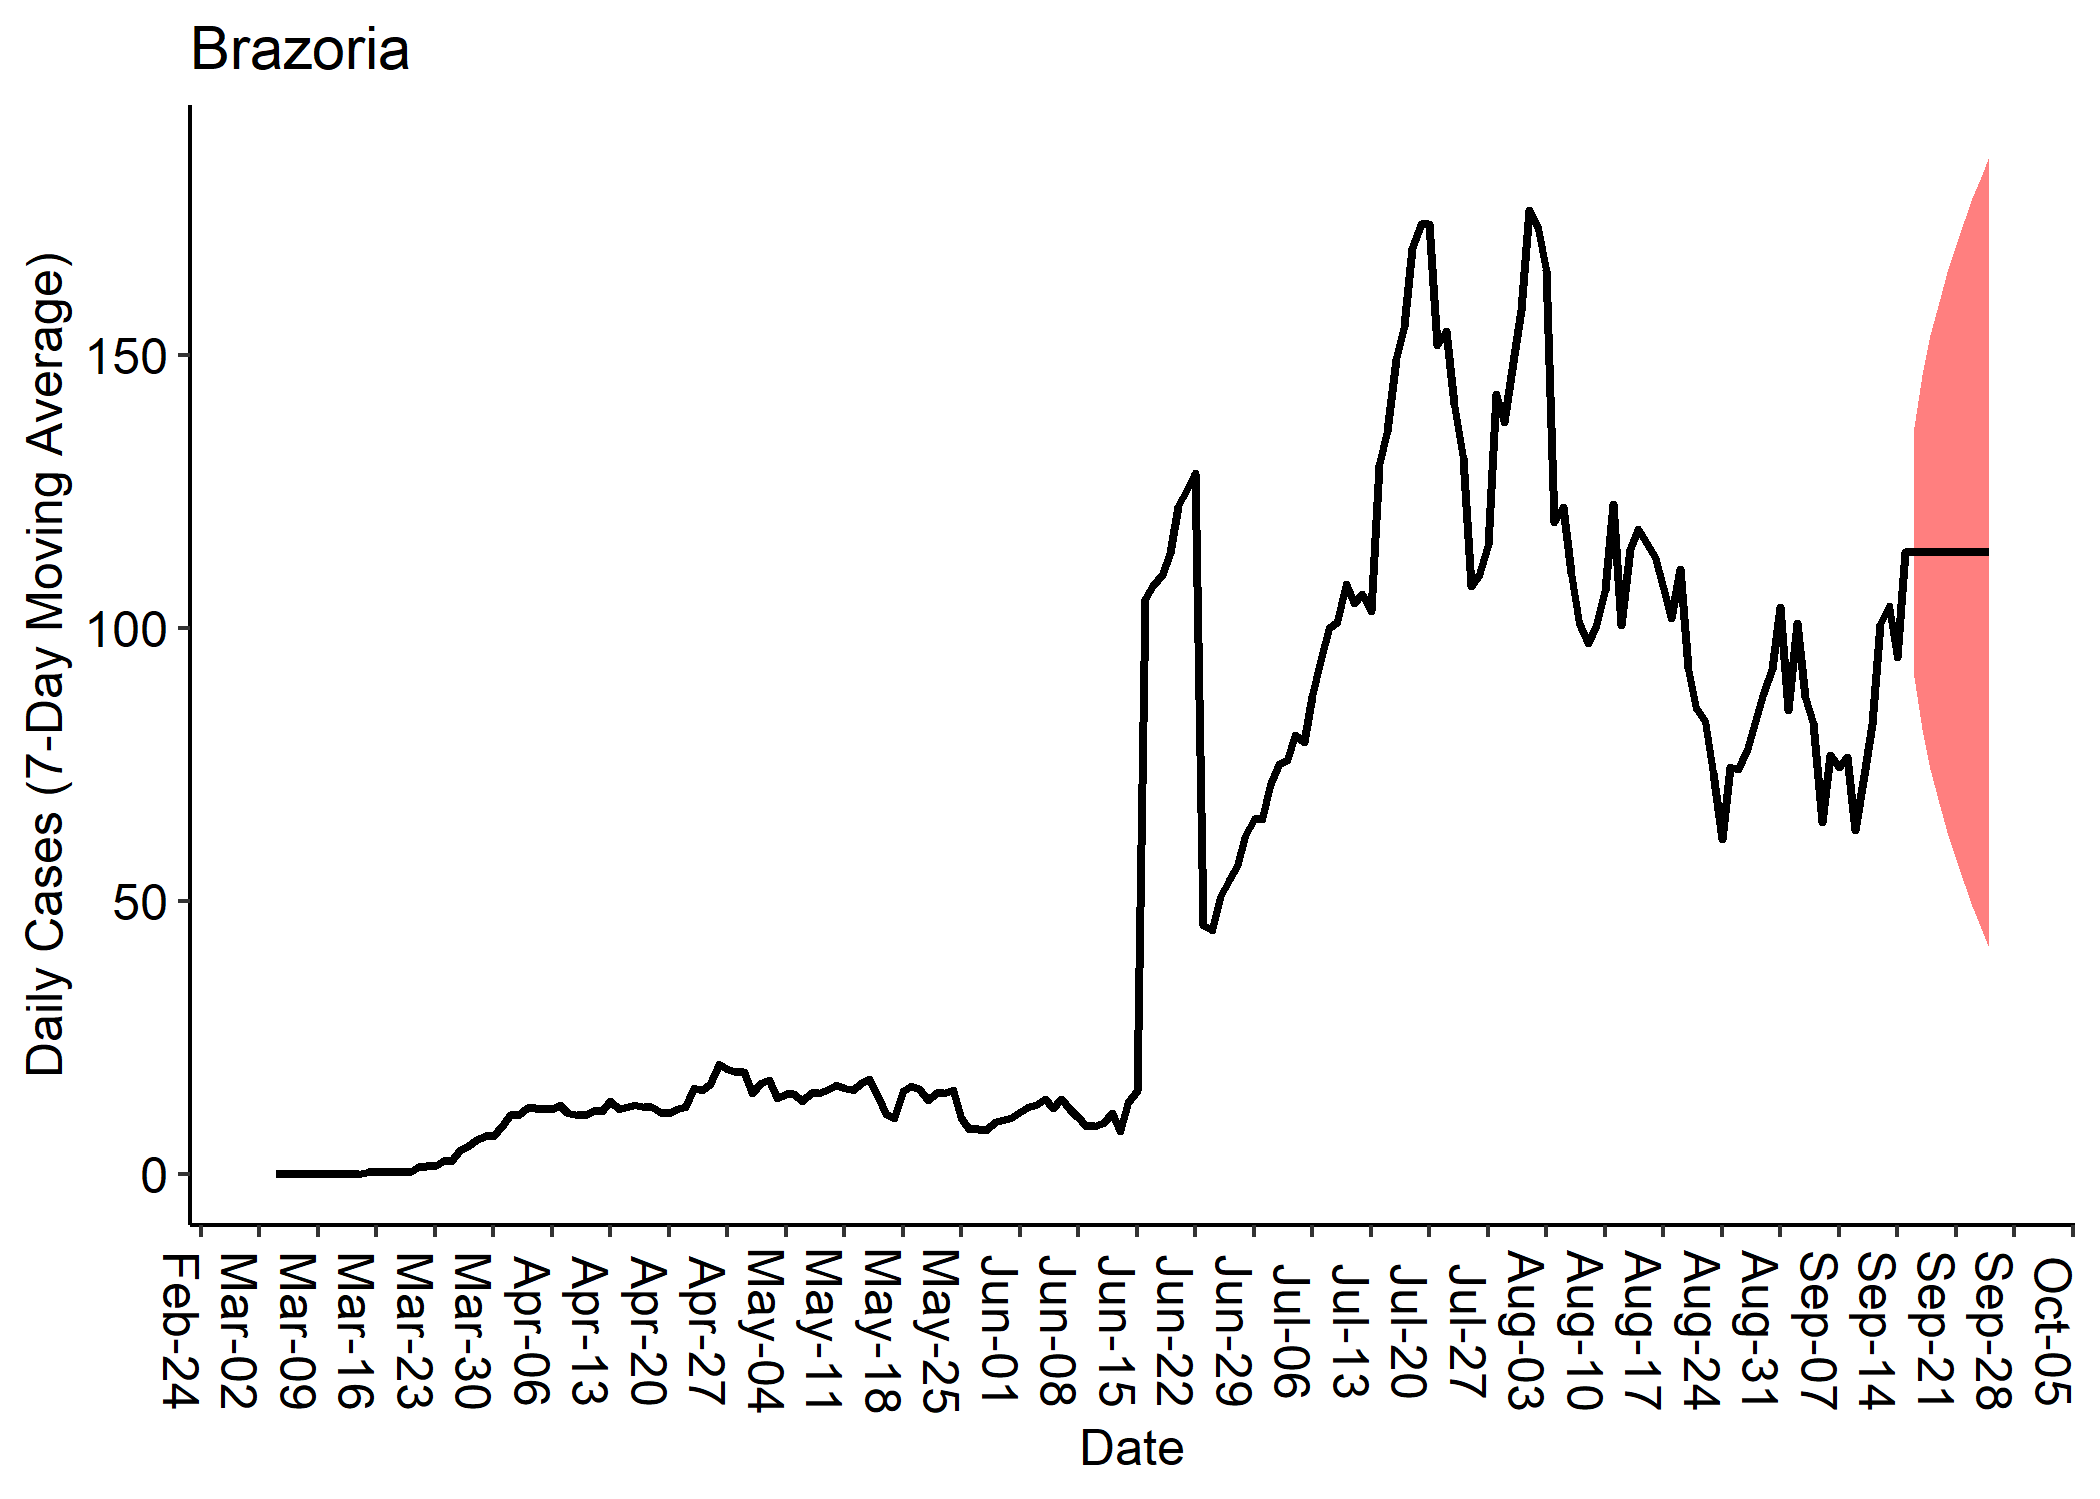 Brazoria
Daily Cases (7-Day Moving Average)
150
100
50
0
Feb-24
Mar-02
Mar-09
Mar-16
Mar-23
Mar-30
Apr-06
Apr-13
Apr-20
Apr-27
May-04
May-11
May-18
May-25
Jun-01
Jun-08
Jun-15
Jun-22
Jun-29
Jul-06
Jul-13
Jul-20
Jul-27
Aug-03
Aug-10
Aug-17
Aug-24
Aug-31
Sep-07
Sep-14
Sep-21
Sep-28
Oct-05
Date